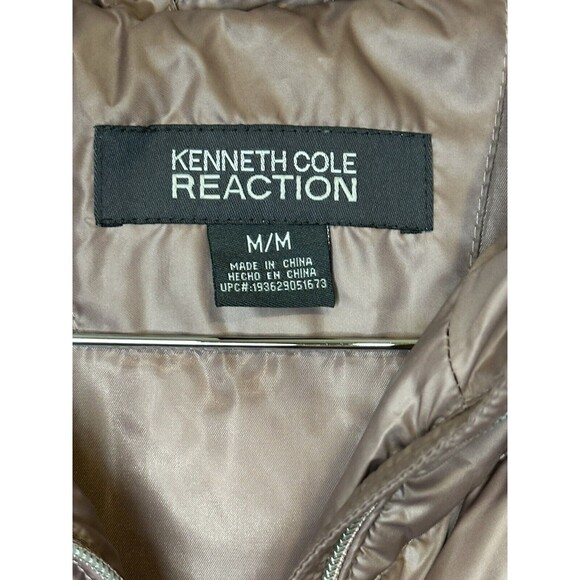 KENNETH COLE
REACTION
M/M
MADE IN CHINA
HECHO EN CHINA
UPC#:193629051673